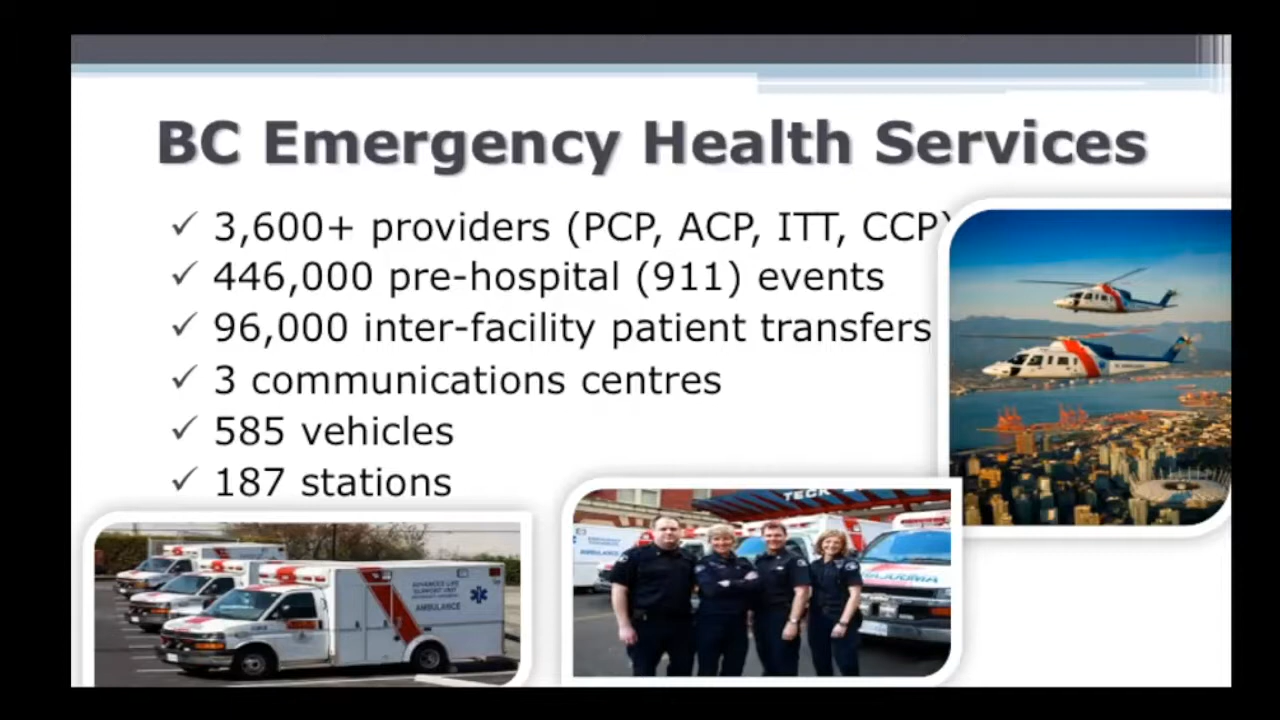 BC Emergency Health Services
✓ 3,600+ providers (PCP, ACP, ITT, CCP)
✓ 446,000 pre-hospital (911) events
✓ 96,000 inter-facility patient transfers
✓ 3 communications centres
✓ 585 vehicles
✓ 187 stations
TECK
ADVANCED LIFE
SUPPORT UNIT
AMBULANCE
AMBULANCE